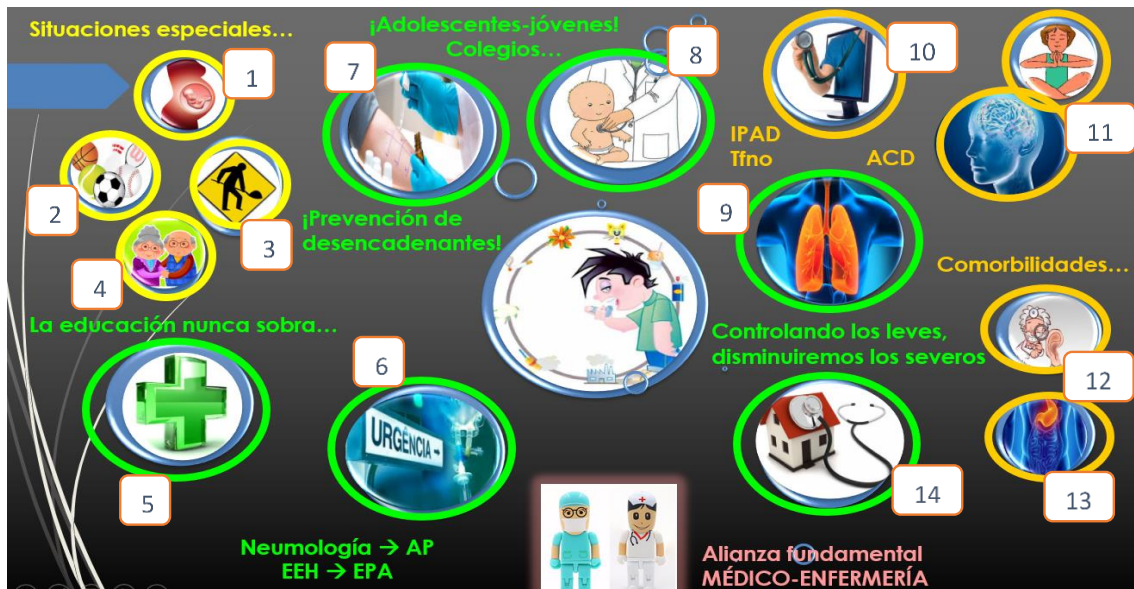 Situaciones especiales...
1
2
3
4
¡Adolescentes-jóvenes!
Colegios...
7
8
10
IPAD
Tfno
ACD
11
9
¡Prevención de
desencadenantes!
Comorbilidades...
La educación nunca sobra...
5
6
URGÊNCIA
Controlando los leves,
disminuiremos los severos
12
13
14
Neumología → AP
EEH → EPA
Alianza fundamental
MÉDICO-ENFERMERÍA